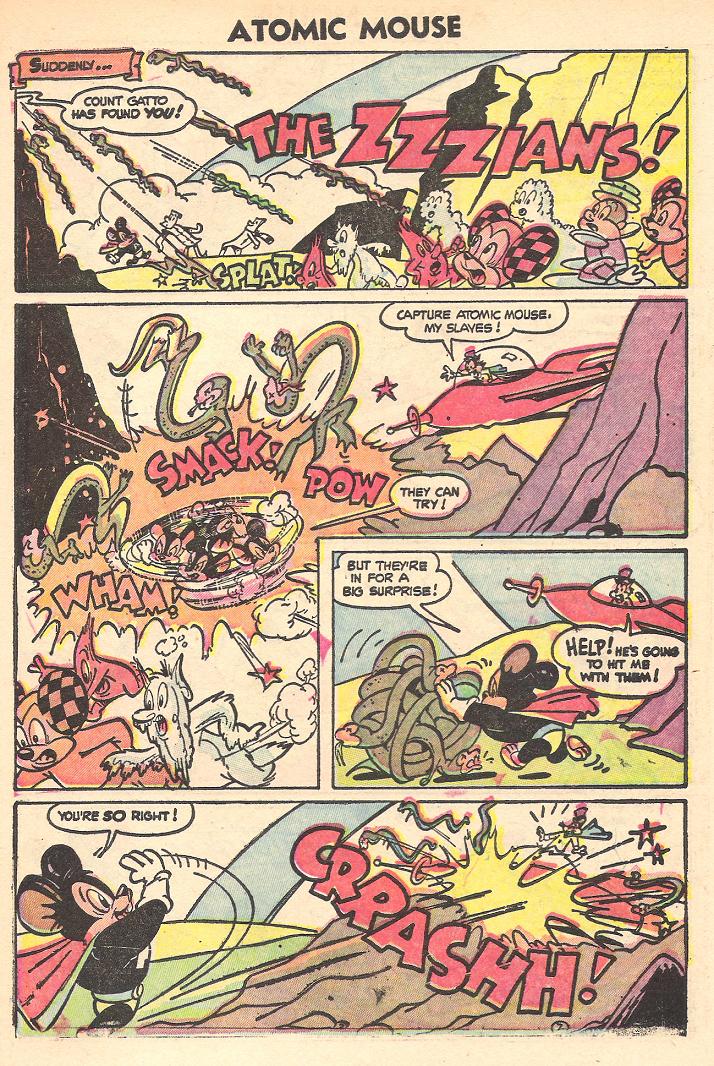 ATOMIC MOUSE
SUDDENLY...
COUNT GATTO
HAS FOUND YOU!
THE ZZZIANS!
SPLAT!
CAPTURE ATOMIC MOUSE,
MY SLAVES!
SMACK!
POW
THEY CAN
TRY!
WHAM!
BUT THEY'RE
IN FOR A
BIG SURPRISE!
HELP! HE'S GOING
TO HIT ME
WITH THEM!
YOU'RE SO RIGHT!
CRRASHH!
7